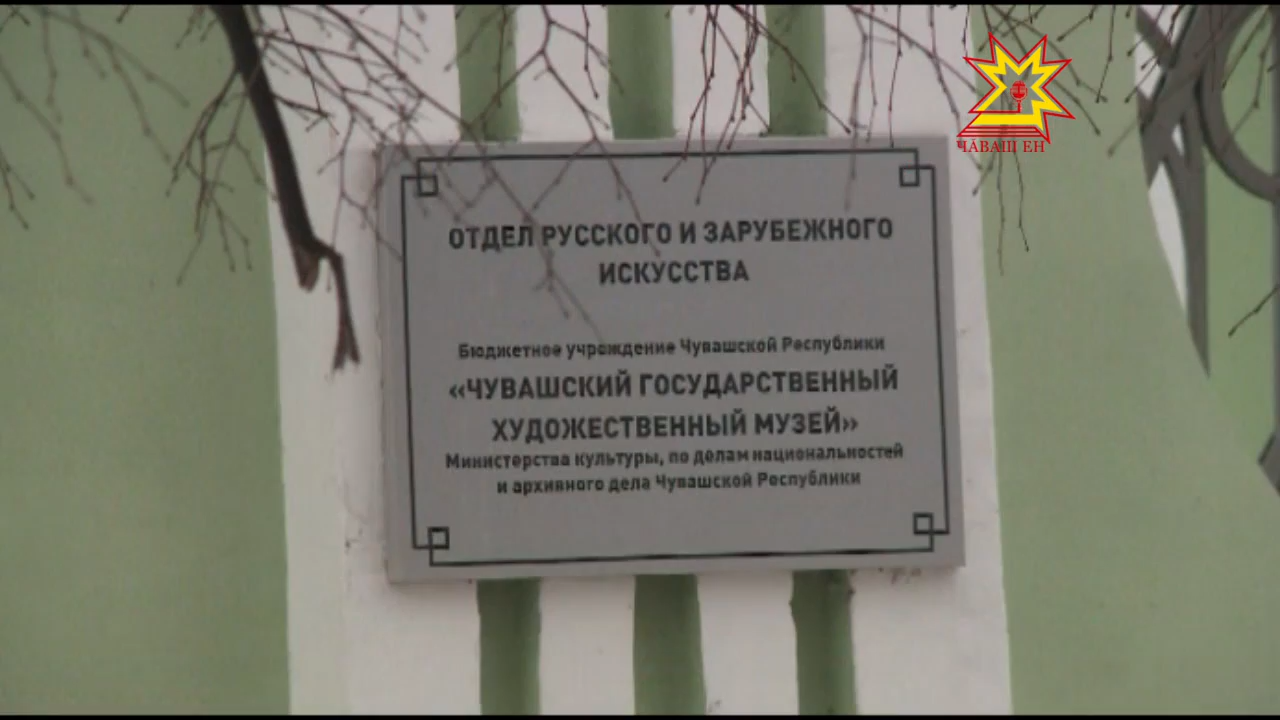 ЧӐВАШ ЕН
ОТДЕЛ РУССКОГО И ЗАРУБЕЖНОГО
ИСКУССТВА
Бюджетное учреждение Чувашской Республики
«ЧУВАШСКИЙ ГОСУДАРСТВЕННЫЙ
ХУДОЖЕСТВЕННЫЙ МУЗЕЙ»
Министерства культуры, по делам национальностей
и архивного дела Чувашской Республики